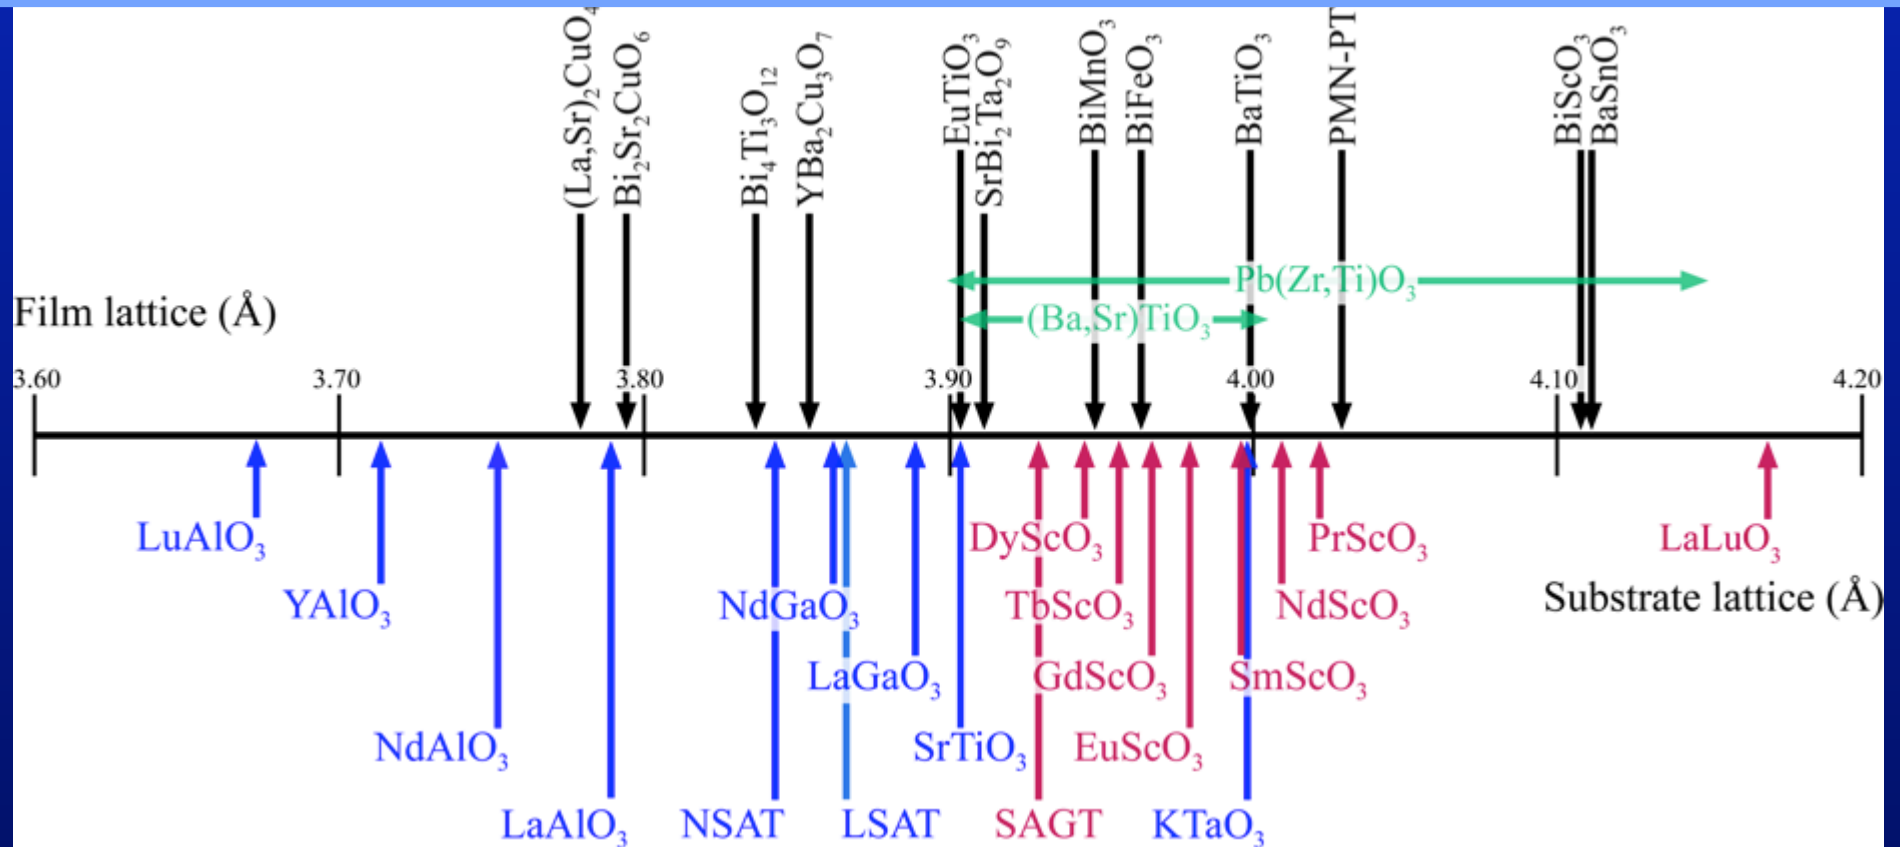 (La,Sr)₂CuO₄
Bi₂Sr₂CuO₆
Bi₄Ti₃O₁₂
YBa₂Cu₃O₇
EuTiO₃
SrBi₂Ta₂O₉
BiMnO₃
BiFeO₃
BaTiO₃
PMN-PT
BiScO₃
BaSnO₃
Pb(Zr,Ti)O₃
(Ba,Sr)TiO₃
Film lattice (Å)
3.60 3.70 3.80 3.90 4.00 4.10 4.20
LuAlO₃ DyScO₃ PrScO₃ LaLuO₃
YAlO₃ NdGaO₃ TbScO₃ NdScO₃ Substrate lattice (Å)
LaGaO₃ GdScO₃ SmScO₃
NdAlO₃ SrTiO₃ EuScO₃
LaAlO₃ NSAT LSAT SAGT KTaO₃